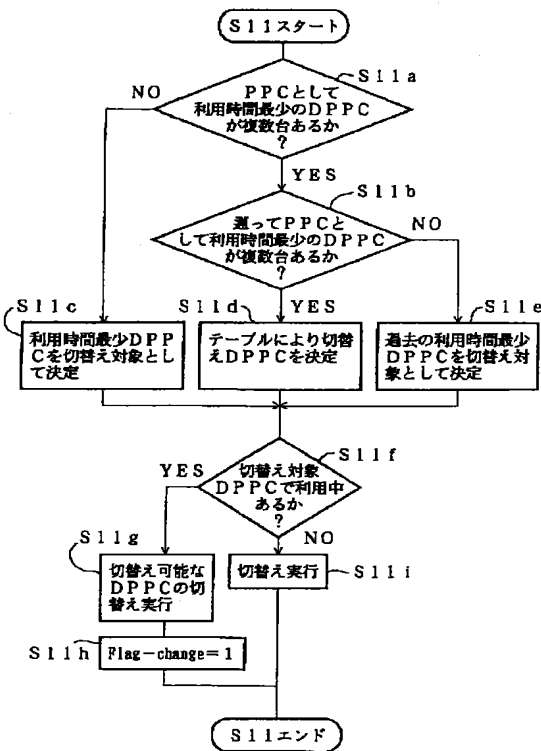 S11スタート
S11a
NO
PPCとして
利用時間最少のDPPC
が複数台あるか
?
YES
S11b
遡ってPPCと
して利用時間最少のDPPC
が複数台あるか
?
NO
S11c
S11d
YES
S11e
利用時間最少DPP
Cを切替え対象とし
て決定
テーブルにより切替
えDPPCを決定
過去の利用時間最少
DPPCを切替え対
象として決定
S11f
YES
切替え対象
DPPCで利用中
あるか
?
NO
S11g
切替え可能な
DPPCの切
替え実行
切替え実行
S11i
S11h
Flag-change=1
S11エンド